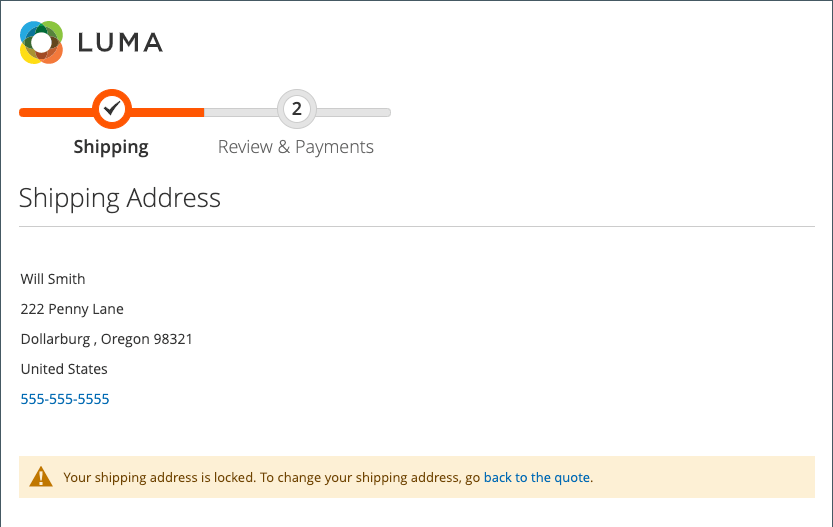 LUMA
2
Shipping Review & Payments
Shipping Address
Will Smith
222 Penny Lane
Dollarburg , Oregon 98321
United States
555-555-5555
Your shipping address is locked. To change your shipping address, go back to the quote.